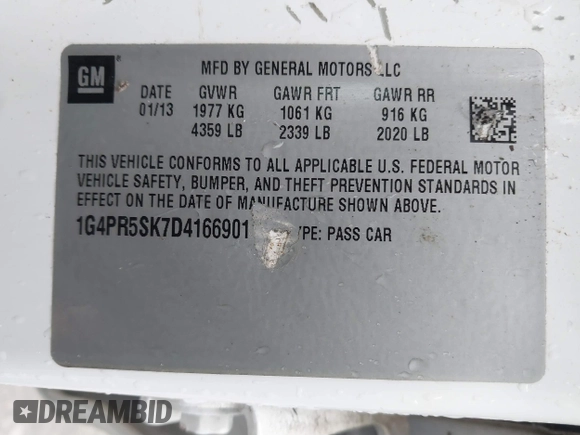 GM
MFD BY GENERAL MOTORS LLC
DATE GVWR GAWR FRT GAWR RR
01/13 1977 KG 1061 KG 916 KG
4359 LB 2339 LB 2020 LB
THIS VEHICLE CONFORMS TO ALL APPLICABLE U.S. FEDERAL MOTOR
VEHICLE SAFETY, BUMPER, AND THEFT PREVENTION STANDARDS IN
EFFECT ON THE DATE OF MANUFACTURE SHOWN ABOVE.
1G4PR5SK7D4166901 TYPE: PASS CAR
DREAMBID